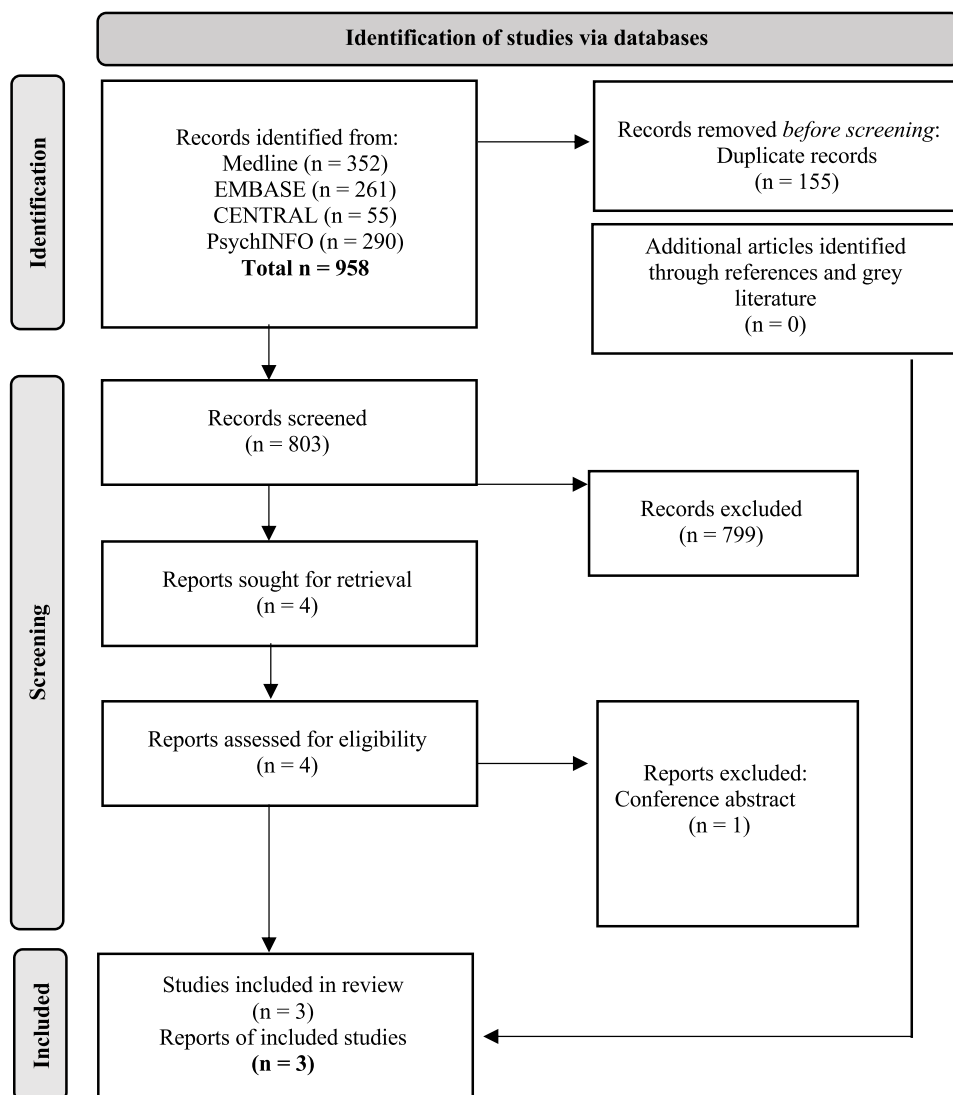 Identification of studies via databases
Identification
Records identified from:
Medline (n = 352)
EMBASE (n = 261)
CENTRAL (n = 55)
PsychINFO (n = 290)
Total n = 958
Records removed before screening:
Duplicate records
(n = 155)
Additional articles identified
through references and grey
literature
(n = 0)
Screening
Records screened
(n = 803)
Records excluded
(n = 799)
Reports sought for retrieval
(n = 4)
Reports assessed for eligibility
(n = 4)
Reports excluded:
Conference abstract
(n = 1)
Included
Studies included in review
(n = 3)
Reports of included studies
(n = 3)